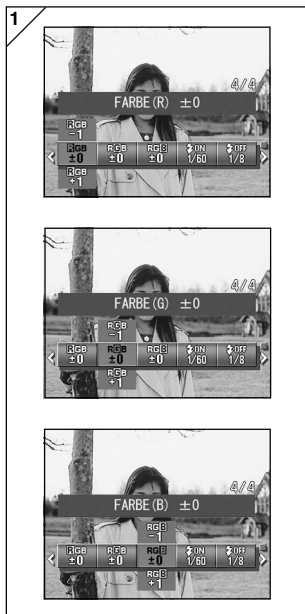 1
4/4
FARBE(R) ±0
RGB RGB RGB ON OFF
-1
±0 ±0 ±0 1/60 1/8
RGB
+1
4/4
FARBE(G) ±0
RGB
-1
RGB RGB RGB ON OFF
±0 ±0 ±0 1/60 1/8
RGB
+1
4/4
FARBE(B) ±0
RGB
-1
RGB RGB RGB ON OFF
±0 ±0 ±0 1/60 1/8
RGB
+1